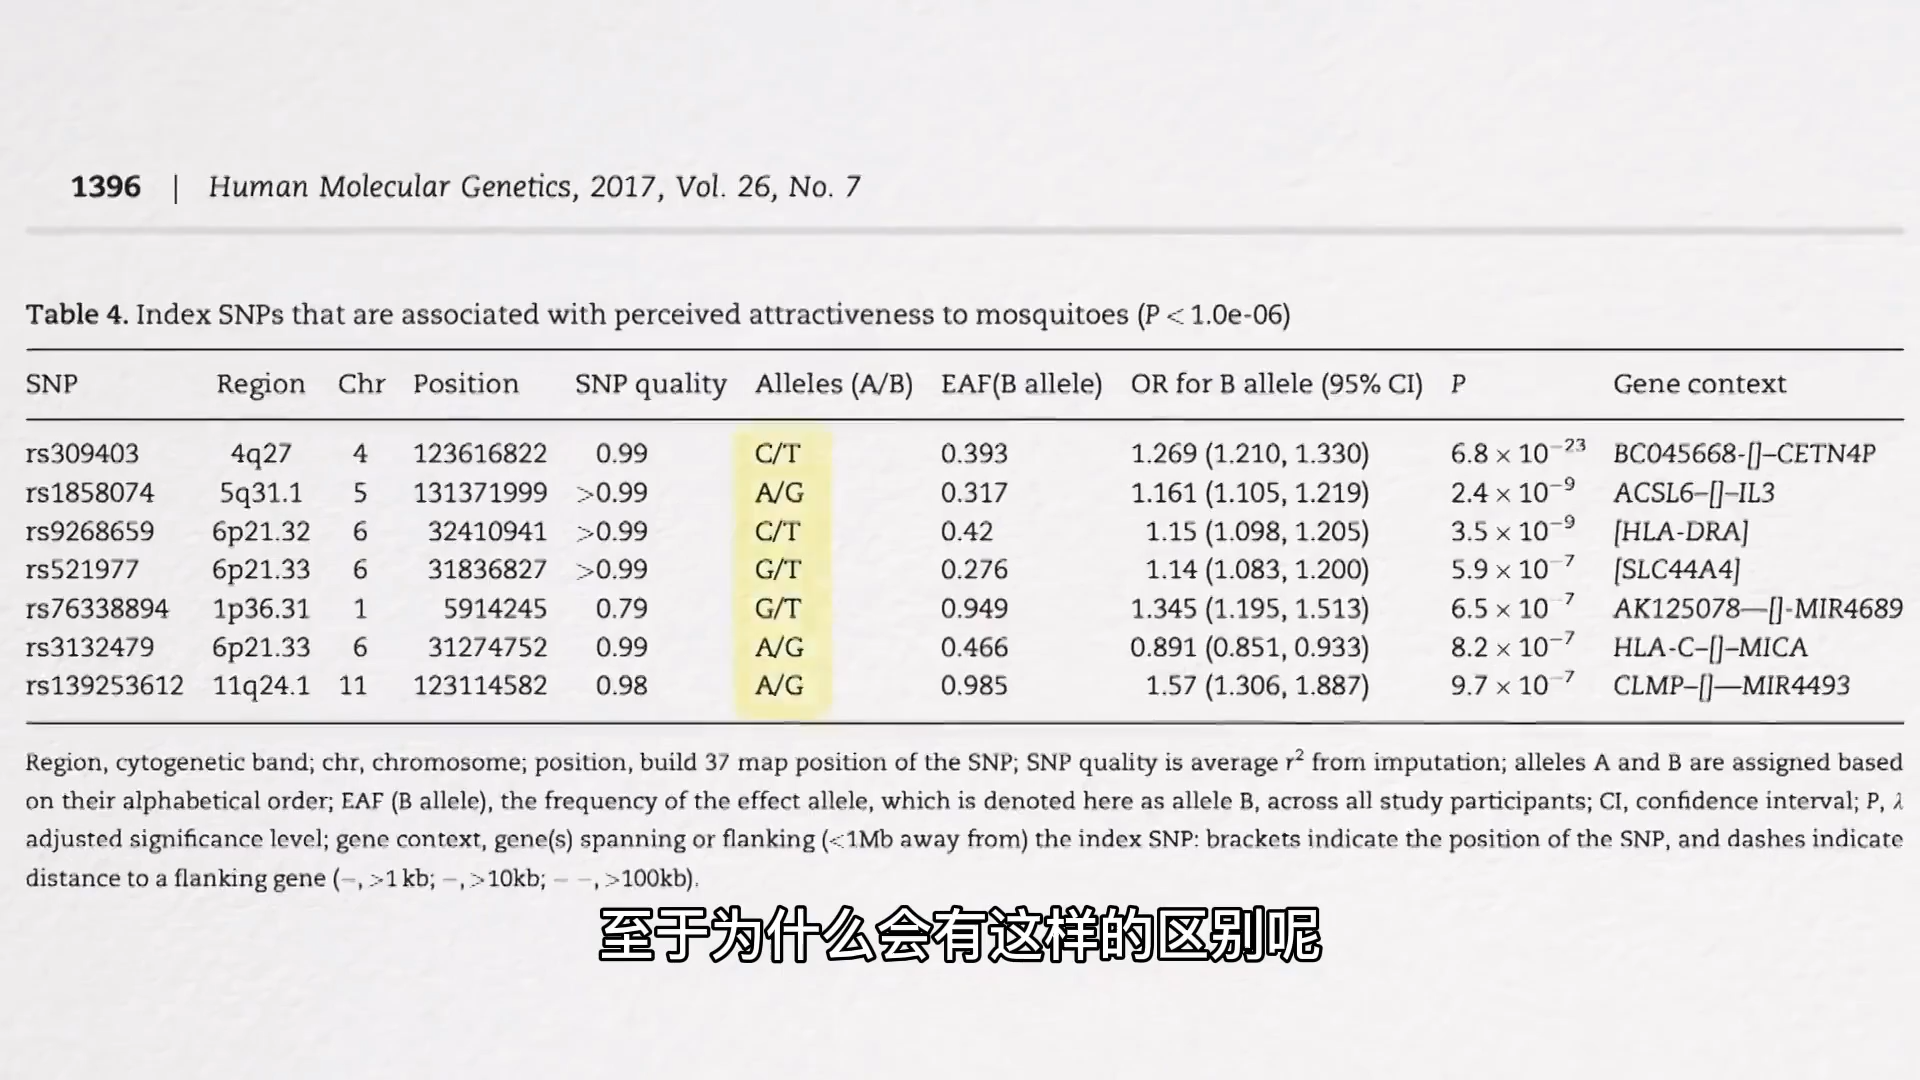 1396 | Human Molecular Genetics, 2017, Vol. 26, No. 7
Table 4. Index SNPs that are associated with perceived attractiveness to mosquitoes (P < 1.0e-06)
SNP Region Chr Position SNP quality Alleles (A/B) EAF(B allele) OR for B allele (95% CI) P Gene context
rs309403 4q27 4 123616822 0.99 C/T 0.393 1.269 (1.210, 1.330) 6.8 × 10⁻²³ BC045668-[]–CETN4P
rs1858074 5q31.1 5 131371999 >0.99 A/G 0.317 1.161 (1.105, 1.219) 2.4 × 10⁻⁹ ACSL6–[]–IL3
rs9268659 6p21.32 6 32410941 >0.99 C/T 0.42 1.15 (1.098, 1.205) 3.5 × 10⁻⁹ [HLA-DRA]
rs521977 6p21.33 6 31836827 >0.99 G/T 0.276 1.14 (1.083, 1.200) 5.9 × 10⁻⁷ [SLC44A4]
rs76338894 1p36.31 1 5914245 0.79 G/T 0.949 1.345 (1.195, 1.513) 6.5 × 10⁻⁷ AK125078—[]-MIR4689
rs3132479 6p21.33 6 31274752 0.99 A/G 0.466 0.891 (0.851, 0.933) 8.2 × 10⁻⁷ HLA-C–[]–MICA
rs139253612 11q24.1 11 123114582 0.98 A/G 0.985 1.57 (1.306, 1.887) 9.7 × 10⁻⁷ CLMP–[]—MIR4493
Region, cytogenetic band; chr, chromosome; position, build 37 map position of the SNP; SNP quality is average r² from imputation; alleles A and B are assigned based
on their alphabetical order; EAF (B allele), the frequency of the effect allele, which is denoted here as allele B, across all study participants; CI, confidence interval; P, λ
adjusted significance level; gene context, gene(s) spanning or flanking (<1Mb away from) the index SNP: brackets indicate the position of the SNP, and dashes indicate
distance to a flanking gene (–, >1 kb; –, >10kb; – –, >100kb).
至于为什么会有这样的区别呢